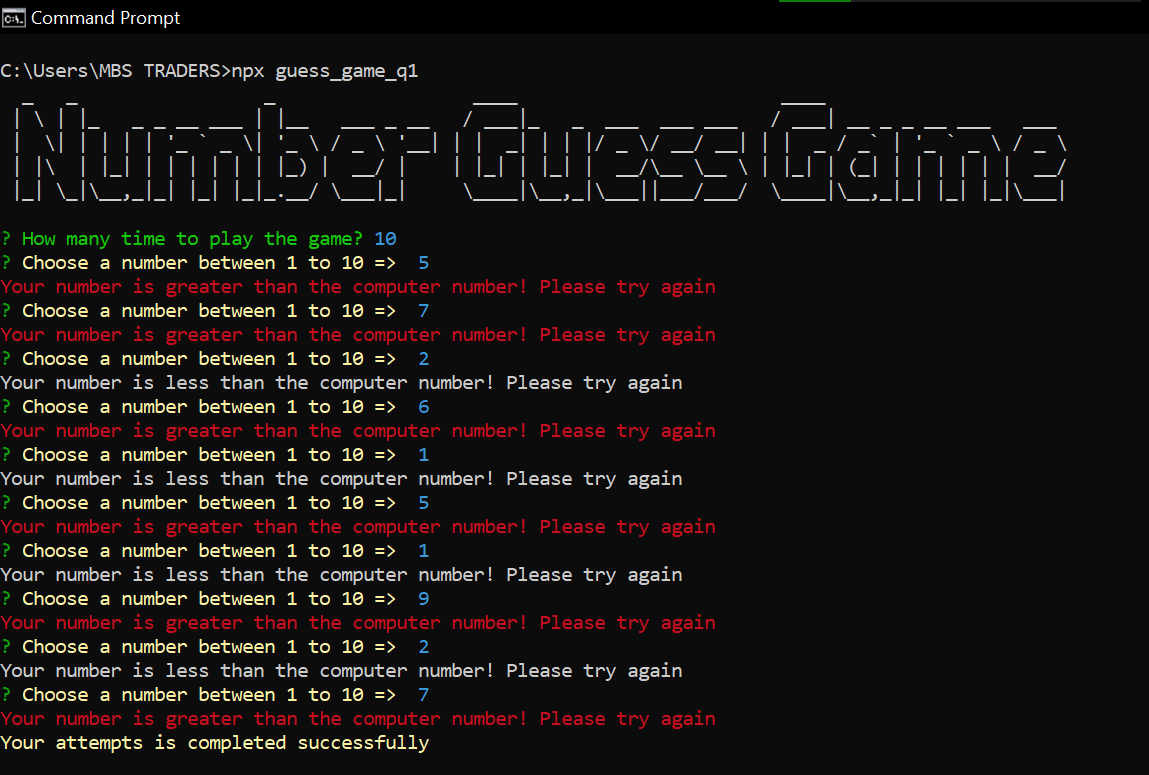 Command Prompt
C:\Users\MBS TRADERS>npx guess_game_q1
Number Guess Game
? How many time to play the game? 10
? Choose a number between 1 to 10 =>  5
Your number is greater than the computer number! Please try again
? Choose a number between 1 to 10 =>  7
Your number is greater than the computer number! Please try again
? Choose a number between 1 to 10 =>  2
Your number is less than the computer number! Please try again
? Choose a number between 1 to 10 =>  6
Your number is greater than the computer number! Please try again
? Choose a number between 1 to 10 =>  1
Your number is less than the computer number! Please try again
? Choose a number between 1 to 10 =>  5
Your number is greater than the computer number! Please try again
? Choose a number between 1 to 10 =>  1
Your number is less than the computer number! Please try again
? Choose a number between 1 to 10 =>  9
Your number is greater than the computer number! Please try again
? Choose a number between 1 to 10 =>  2
Your number is less than the computer number! Please try again
? Choose a number between 1 to 10 =>  7
Your number is greater than the computer number! Please try again
Your attempts is completed successfully